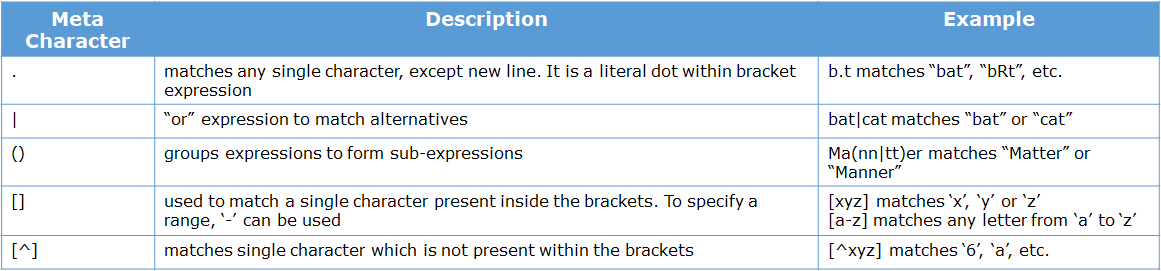 Meta Character Description Example
. matches any single character, except new line. It is a literal dot within bracket expression b.t matches “bat”, “bRt”, etc.
| “or” expression to match alternatives bat|cat matches “bat” or “cat”
() groups expressions to form sub-expressions Ma(nn|tt)er matches “Matter” or “Manner”
[] used to match a single character present inside the brackets. To specify a range, ‘-’ can be used [xyz] matches ‘x’, ‘y’ or ‘z’
[a-z] matches any letter from ‘a’ to ‘z’
[^] matches single character which is not present within the brackets [^xyz] matches ‘6’, ‘a’, etc.